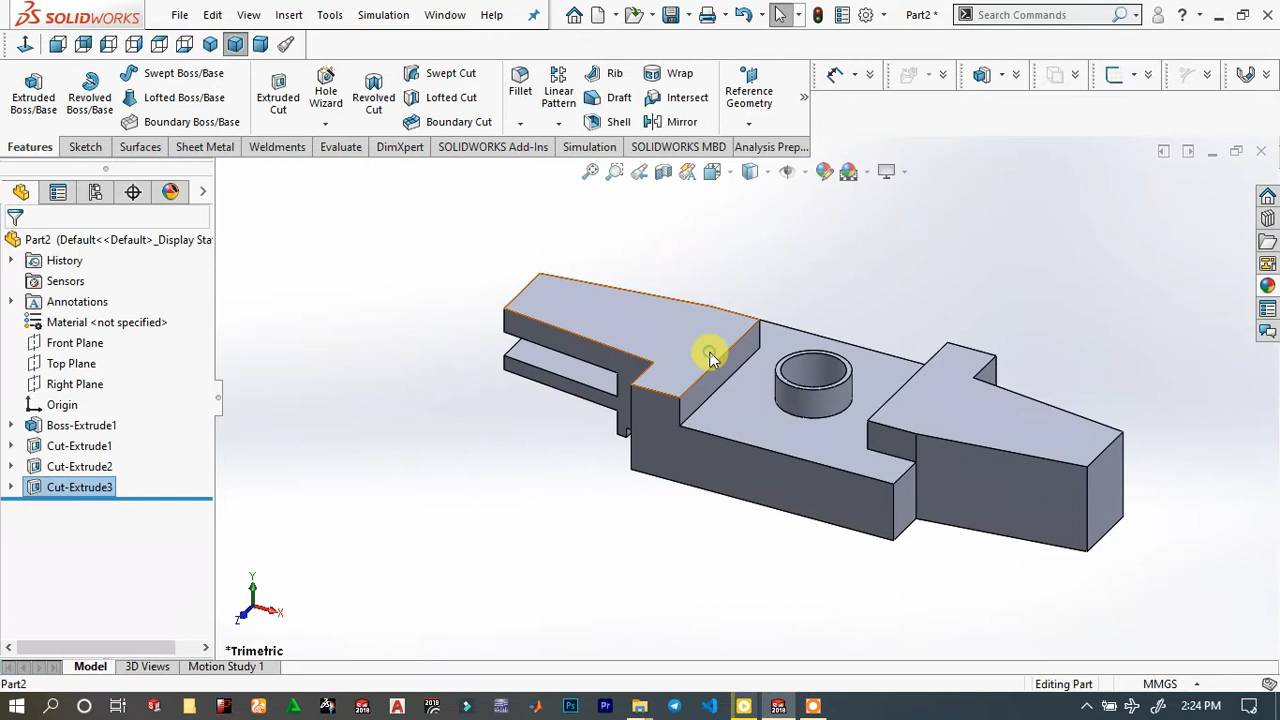 SOLIDWORKS File Edit View Insert Tools Simulation Window Help Part2 * Search Commands ?
Extruded Boss/Base
Revolved Boss/Base
Swept Boss/Base
Lofted Boss/Base
Boundary Boss/Base
Extruded Cut
Hole Wizard
Revolved Cut
Swept Cut
Lofted Cut
Boundary Cut
Fillet
Linear Pattern
Rib
Draft
Shell
Wrap
Intersect
Mirror
Reference Geometry
Features Sketch Surfaces Sheet Metal Weldments Evaluate DimXpert SOLIDWORKS Add-Ins Simulation SOLIDWORKS MBD Analysis Prep...
Part2 (Default<<Default>_Display Sta
History
Sensors
Annotations
Material <not specified>
Front Plane
Top Plane
Right Plane
Origin
Boss-Extrude1
Cut-Extrude1
Cut-Extrude2
Cut-Extrude3
Y
X
Z
*Trimetric
Model 3D Views Motion Study 1
Part2 Editing Part MMGS
2:24 PM